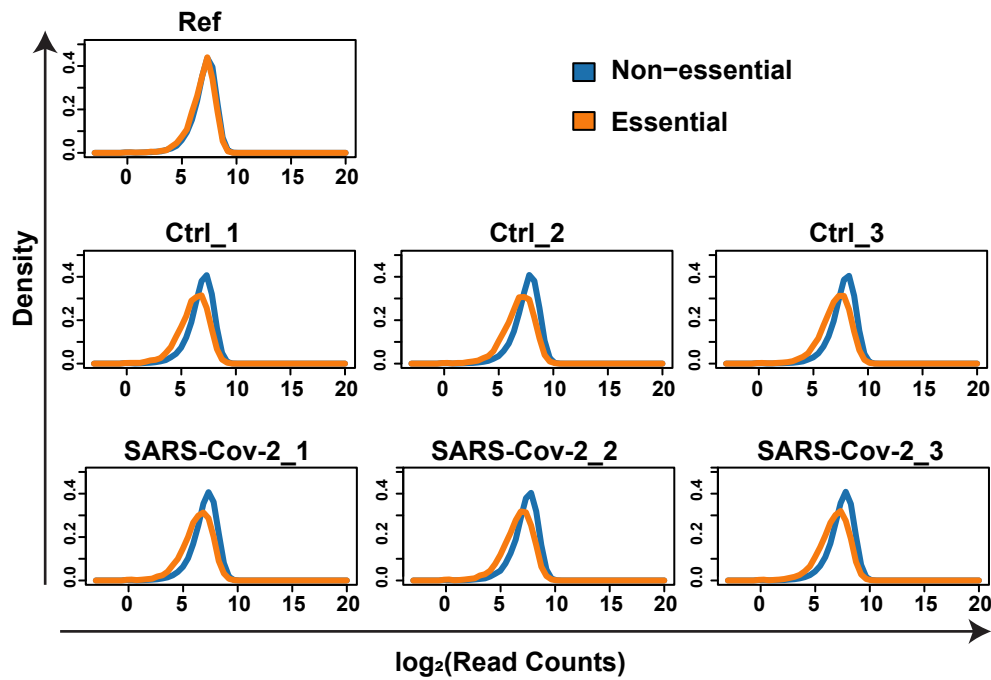 Ref
Non-essential
Essential
0.0 0.2 0.4
0 5 10 15 20
Density
Ctrl_1 Ctrl_2 Ctrl_3
0.0 0.2 0.4 0.0 0.2 0.4 0.0 0.2 0.4
0 5 10 15 20 0 5 10 15 20 0 5 10 15 20
SARS-Cov-2_1 SARS-Cov-2_2 SARS-Cov-2_3
0.0 0.2 0.4 0.0 0.2 0.4 0.0 0.2 0.4
0 5 10 15 20 0 5 10 15 20 0 5 10 15 20
log₂(Read Counts)